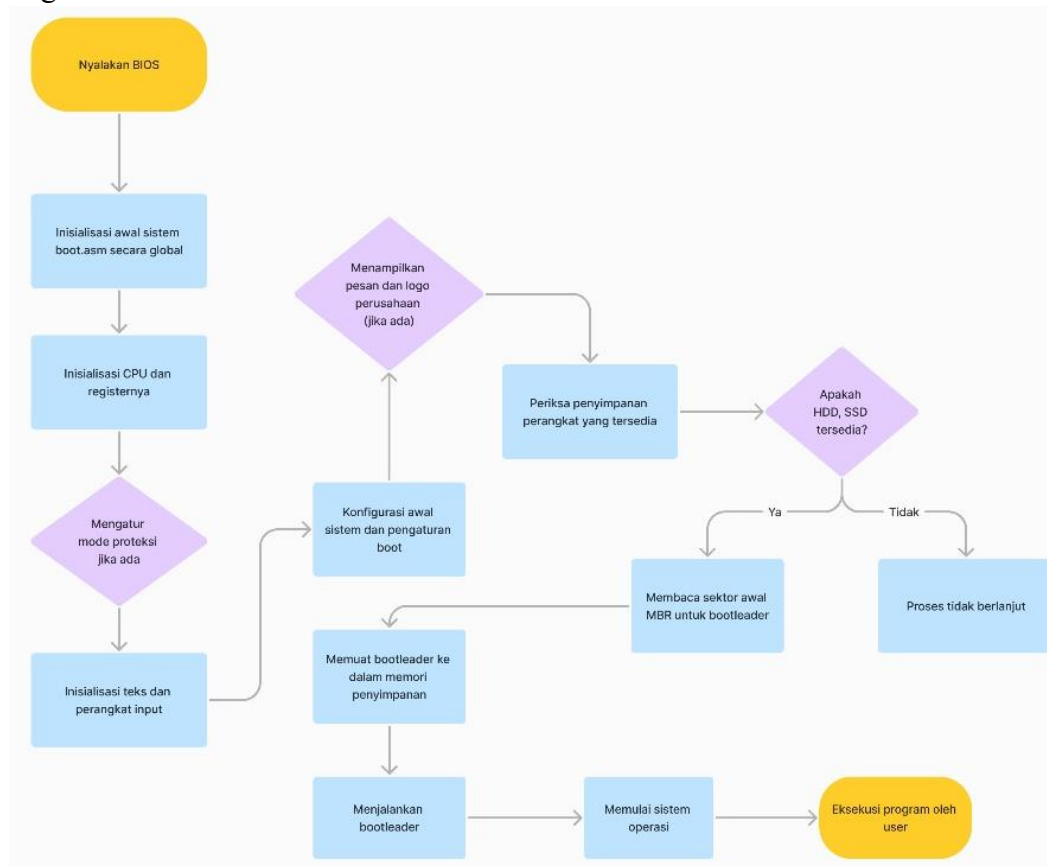 Nyalakan BIOS
Inisialisasi awal sistem
boot.asm secara global
Inisialisasi CPU dan
registernya
Mengatur
mode proteksi
jika ada
Inisialisasi teks dan
perangkat input
Konfigurasi awal
sistem dan pengaturan
boot
Menampilkan
pesan dan logo
perusahaan
(jika ada)
Periksa penyimpanan
perangkat yang tersedia
Apakah
HDD, SSD
tersedia?
Ya
Tidak
Membaca sektor awal
MBR untuk bootleader
Proses tidak berlanjut
Memuat bootleader ke
dalam memori
penyimpanan
Menjalankan
bootleader
Memulai sistem
operasi
Eksekusi program oleh
user